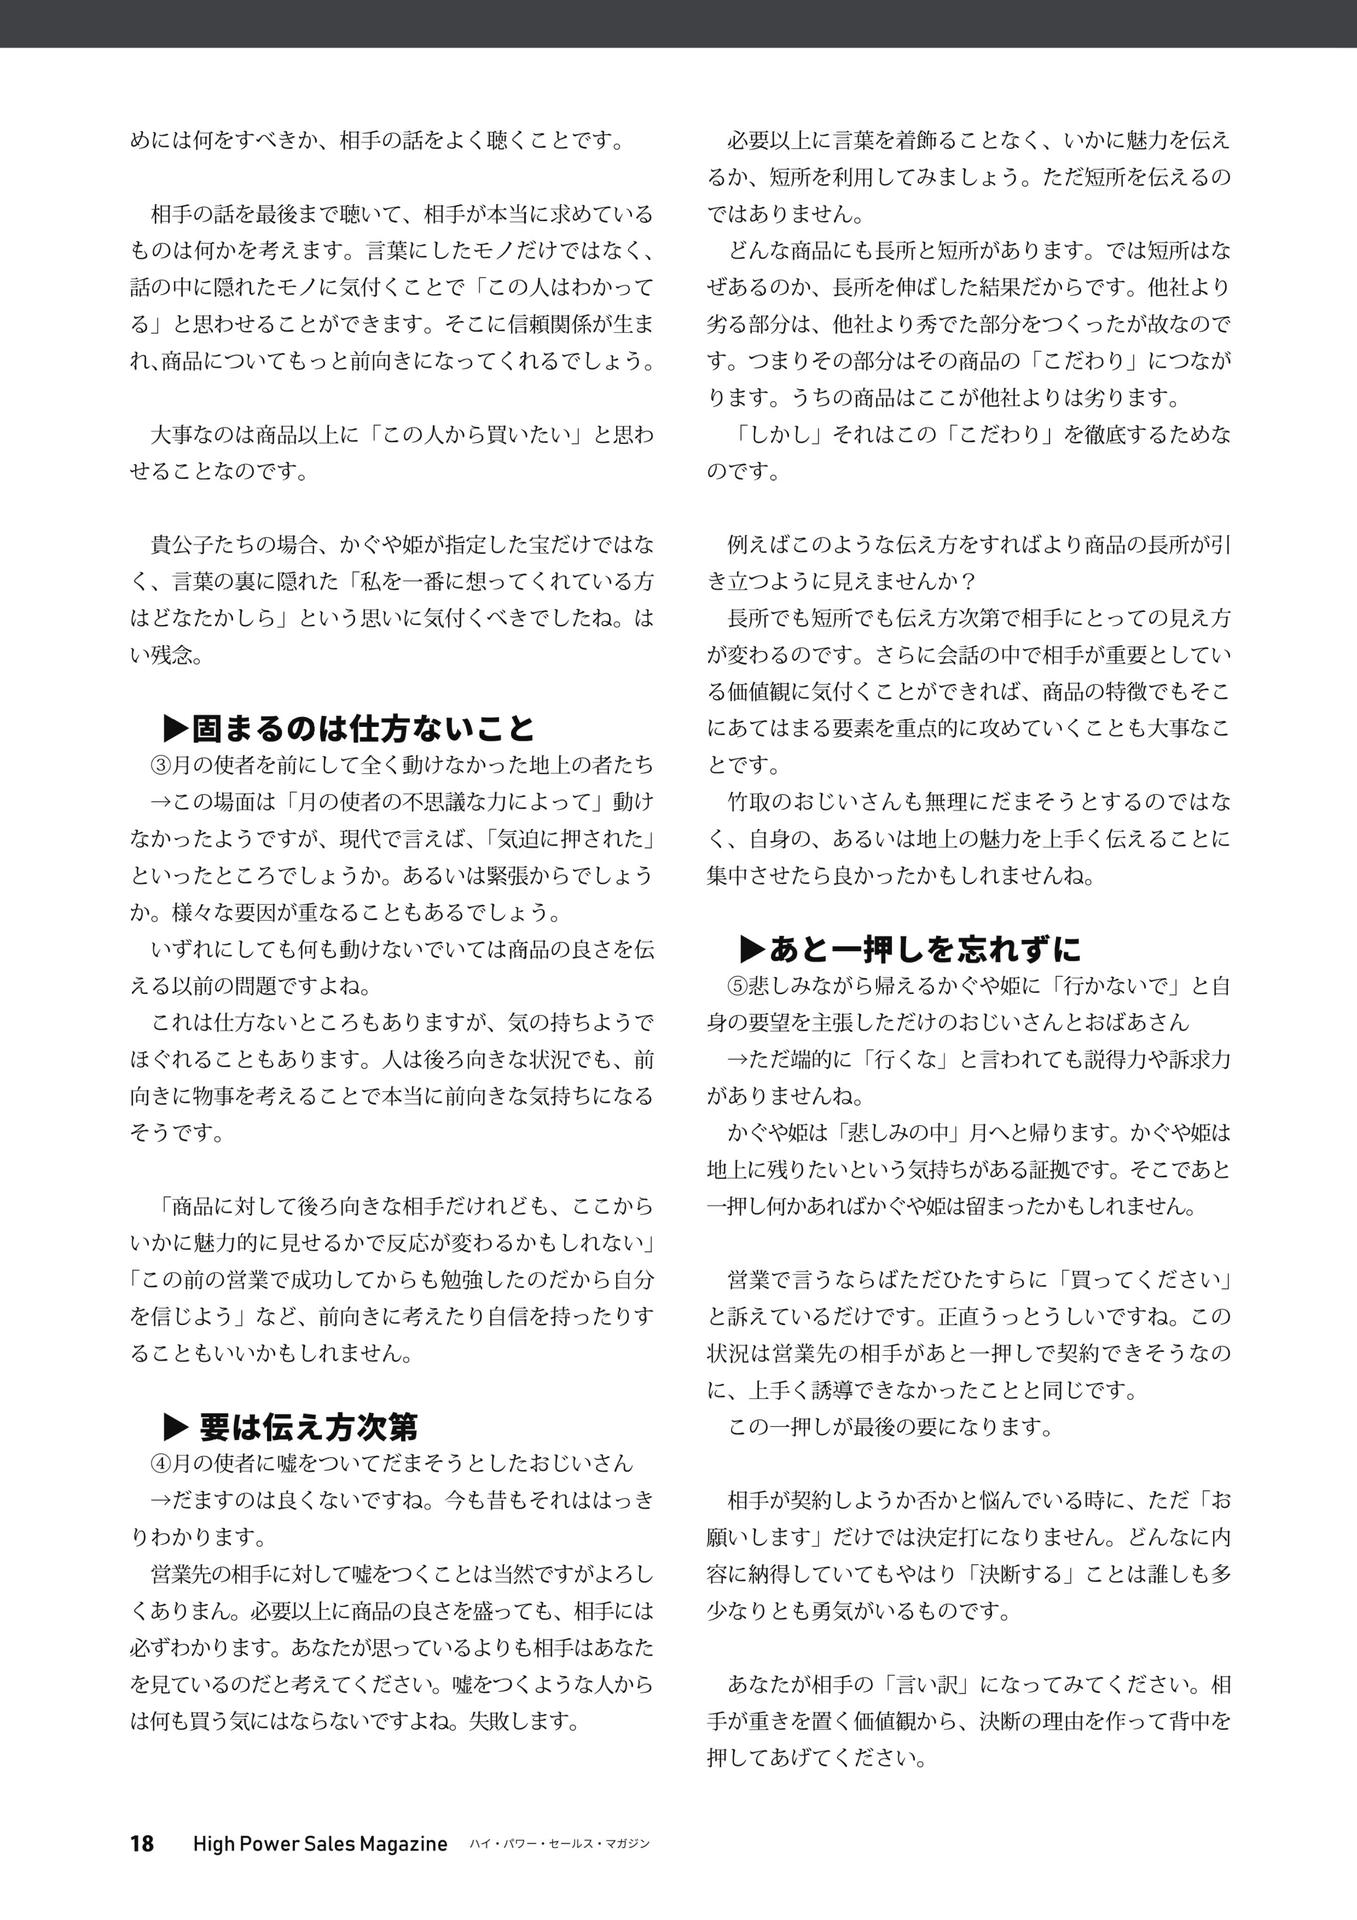 めには何をすべきか、相手の話をよく聴くことです。
相手の話を最後まで聴いて、相手が本当に求めている
ものは何かを考えます。言葉にしたモノだけではなく、
話の中に隠れたモノに気付くことで「この人はわかって
る」と思わせることができます。そこに信頼関係が生ま
れ、商品についてもっと前向きになってくれるでしょう。
大事なのは商品以上に「この人から買いたい」と思わ
せることなのです。
貴公子たちの場合、かぐや姫が指定した宝だけではな
く、言葉の裏に隠れた「私を一番に想ってくれている方
はどなたかしら」という思いに気付くべきでしたね。は
い残念。
▶固まるのは仕方ないこと
③月の使者を前にして全く動けなかった地上の者たち
→この場面は「月の使者の不思議な力によって」動け
なかったようですが、現代で言えば、「気迫に押された」
といったところでしょうか。あるいは緊張からでしょう
か。様々な要因が重なることもあるでしょう。
いずれにしても何も動けないでいては商品の良さを伝
える以前の問題ですよね。
これは仕方ないところもありますが、気の持ちようで
ほぐれることもあります。人は後ろ向きな状況でも、前
向きに物事を考えることで本当に前向きな気持ちになる
そうです。
「商品に対して後ろ向きな相手だけれども、ここから
いかに魅力的に見せるかで反応が変わるかもしれない」
「この前の営業で成功してからも勉強したのだから自分
を信じよう」など、前向きに考えたり自信を持ったりす
ることもいいかもしれません。
▶ 要は伝え方次第
④月の使者に嘘をついてだまそうとしたおじいさん
→だますのは良くないですね。今も昔もそれははっき
りわかります。
営業先の相手に対して嘘をつくことは当然ですがよろし
くありまん。必要以上に商品の良さを盛っても、相手には
必ずわかります。あなたが思っているよりも相手はあなた
を見ているのだと考えてください。嘘をつくような人から
は何も買う気にはならないですよね。失敗します。
必要以上に言葉を着飾ることなく、いかに魅力を伝え
るか、短所を利用してみましょう。ただ短所を伝えるの
ではありません。
どんな商品にも長所と短所があります。では短所はな
ぜあるのか、長所を伸ばした結果だからです。他社より
劣る部分は、他社より秀でた部分をつくったが故なので
す。つまりその部分はその商品の「こだわり」につなが
ります。うちの商品はここが他社よりは劣ります。
「しかし」それはこの「こだわり」を徹底するためな
のです。
例えばこのような伝え方をすればより商品の長所が引
き立つように見えませんか？
長所でも短所でも伝え方次第で相手にとっての見え方
が変わるのです。さらに会話の中で相手が重要としてい
る価値観に気付くことができれば、商品の特徴でもそこ
にあてはまる要素を重点的に攻めていくことも大事なこ
とです。
竹取のおじいさんも無理にだまそうとするのではな
く、自身の、あるいは地上の魅力を上手く伝えることに
集中させたら良かったかもしれませんね。
▶あと一押しを忘れずに
⑤悲しみながら帰えるかぐや姫に「行かないで」と自
身の要望を主張しただけのおじいさんとおばあさん
→ただ端的に「行くな」と言われても説得力や訴求力
がありませんね。
かぐや姫は「悲しみの中」月へと帰ります。かぐや姫は
地上に残りたいという気持ちがある証拠です。そこであと
一押し何かあればかぐや姫は留まったかもしれません。
営業で言うならばただひたすらに「買ってください」
と訴えているだけです。正直うっとうしいですね。この
状況は営業先の相手があと一押しで契約できそうなの
に、上手く誘導できなかったことと同じです。
この一押しが最後の要になります。
相手が契約しようか否かと悩んでいる時に、ただ「お
願いします」だけでは決定打になりません。どんなに内
容に納得していてもやはり「決断する」ことは誰しも多
少なりとも勇気がいるものです。
あなたが相手の「言い訳」になってみてください。相
手が重きを置く価値観から、決断の理由を作って背中を
押してあげてください。
18 High Power Sales Magazine ハイ・パワー・セールス・マガジン